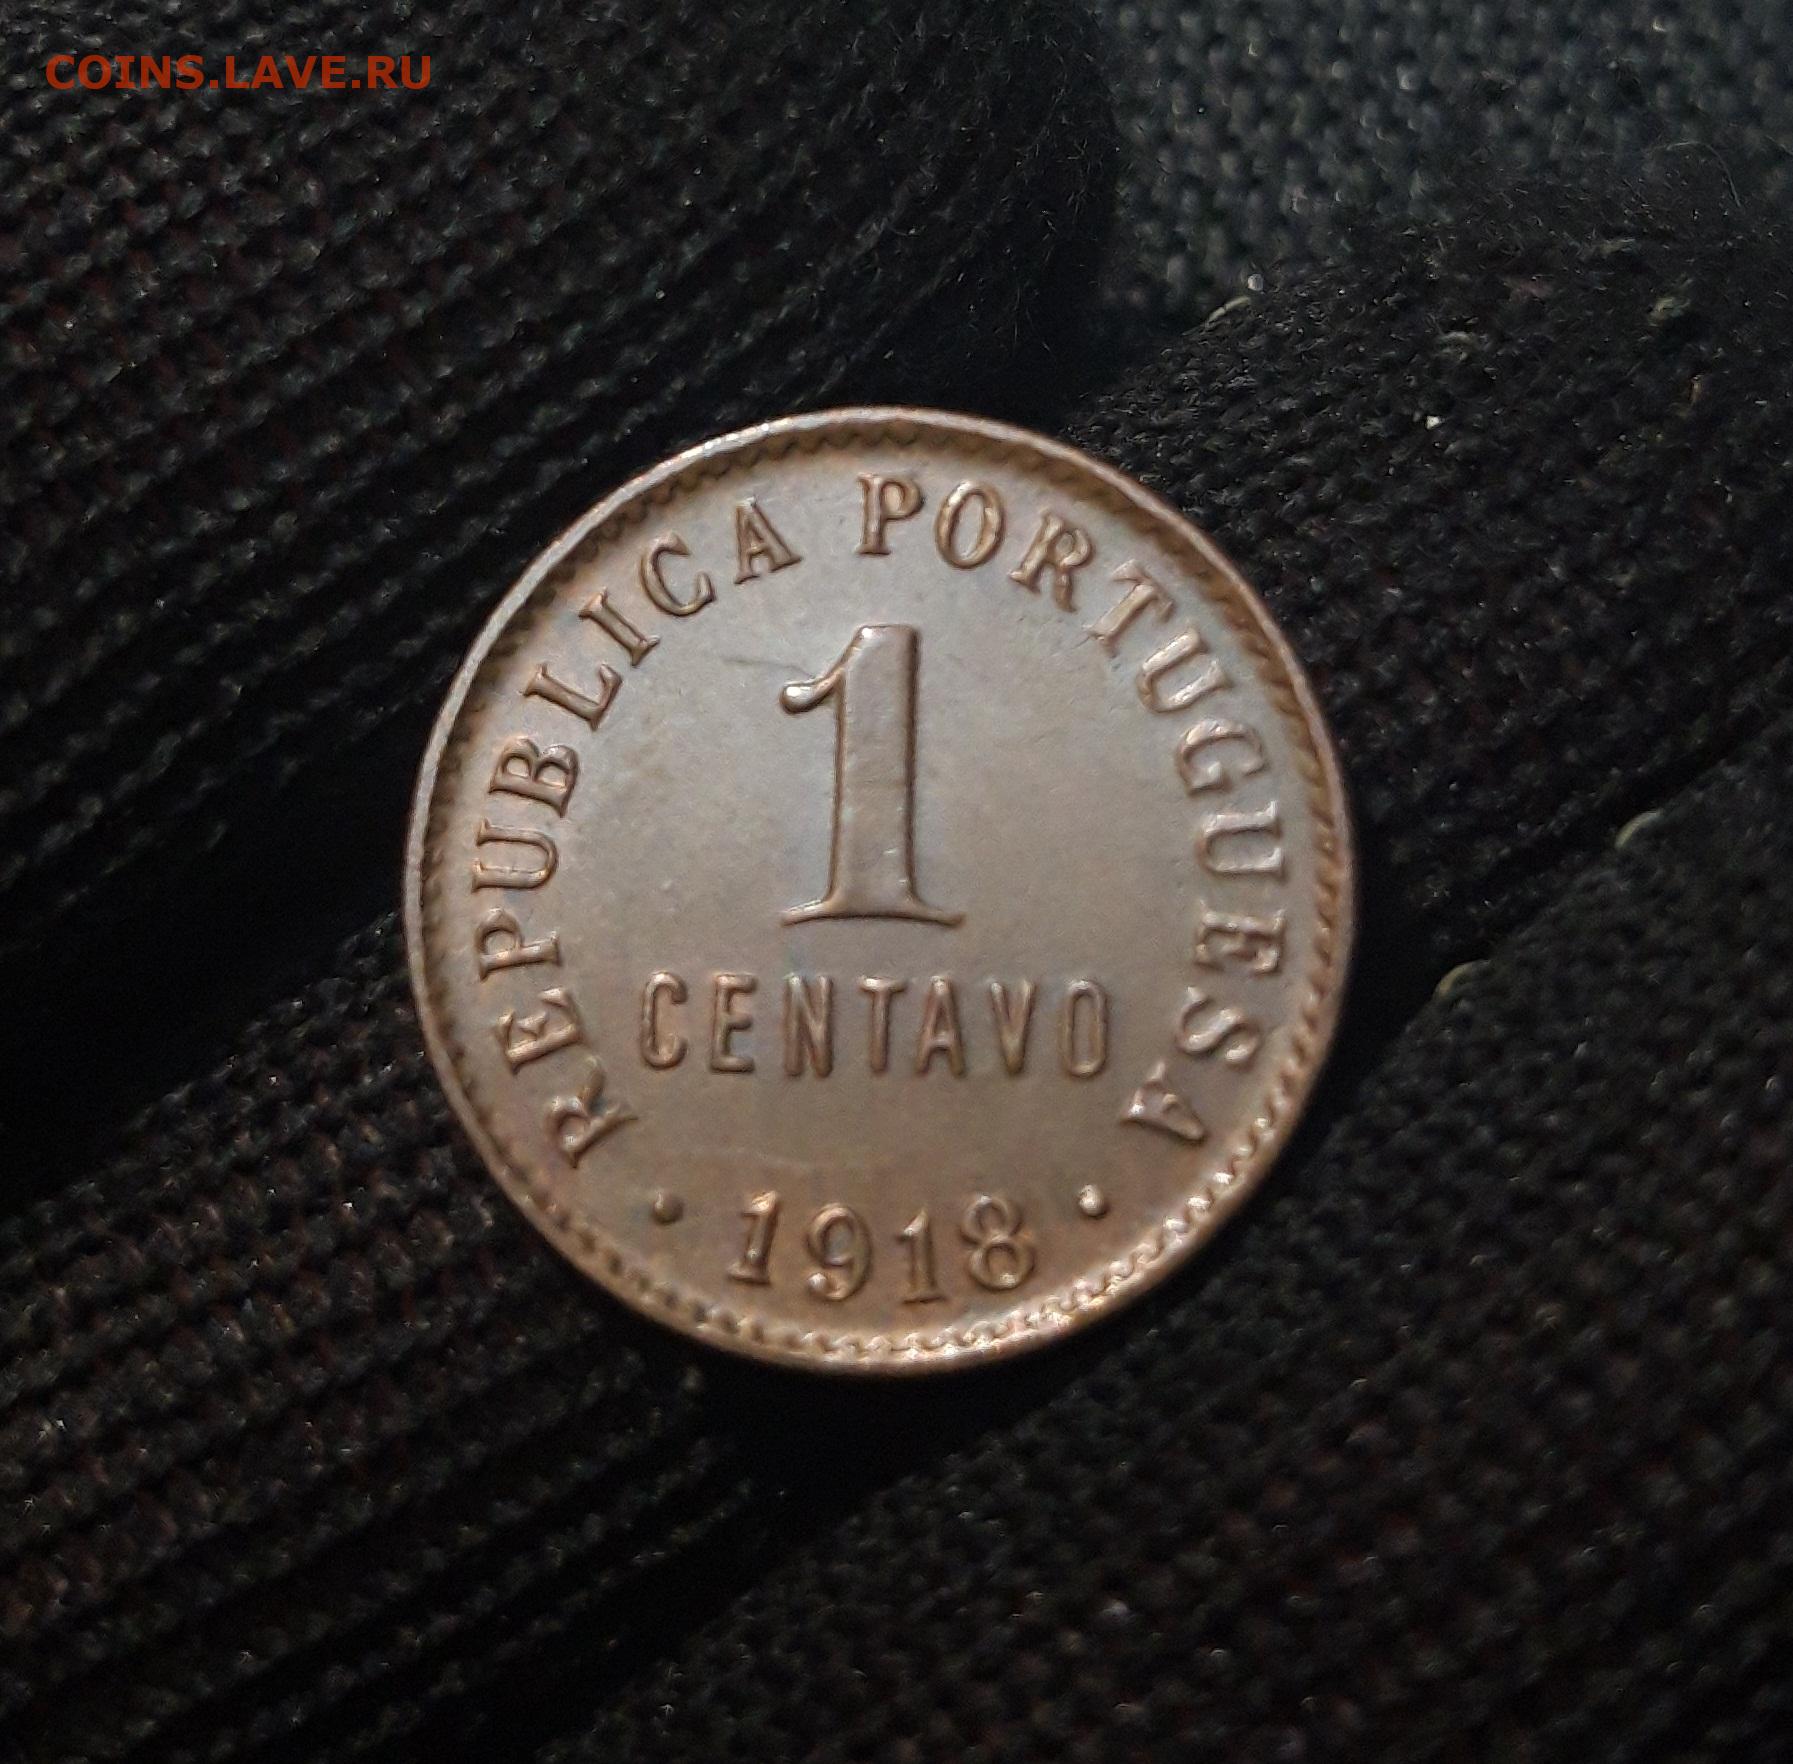 COINS.LAVE.RU
REPUBLICA PORTUGUESA
1
CENTAVO
· 1918 ·